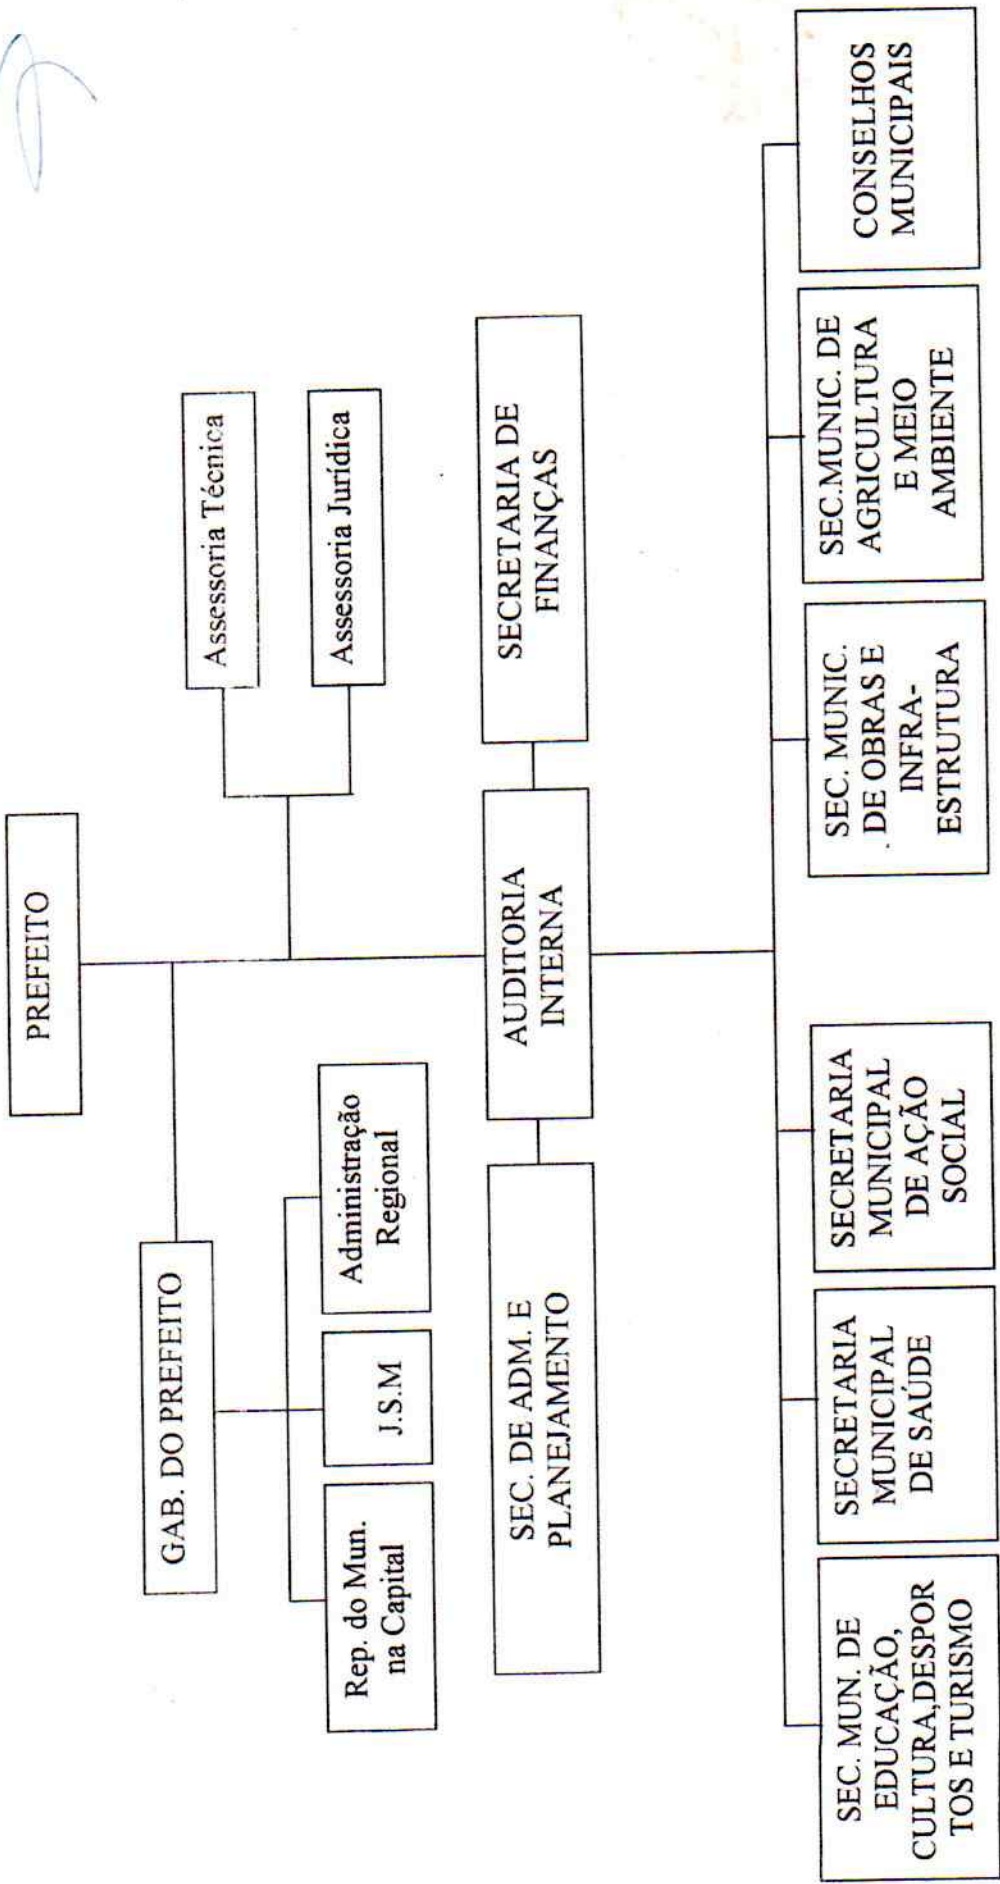 PREFEITO
GAB. DO PREFEITO
Assessoria Técnica
Assessoria Jurídica
Rep. do Mun.
na Capital
J.S.M
Administração
Regional
SEC. DE ADM. E
PLANEJAMENTO
AUDITORIA
INTERNA
SECRETARIA DE
FINANÇAS
SEC. MUN. DE
EDUCAÇÃO,
CULTURA,DESPOR
TOS E TURISMO
SECRETARIA
MUNICIPAL
DE SAÚDE
SECRETARIA
MUNICIPAL
DE AÇÃO
SOCIAL
SEC. MUNIC.
DE OBRAS E
INFRA-
ESTRUTURA
SEC.MUNIC. DE
AGRICULTURA
E MEIO
AMBIENTE
CONSELHOS
MUNICIPAIS